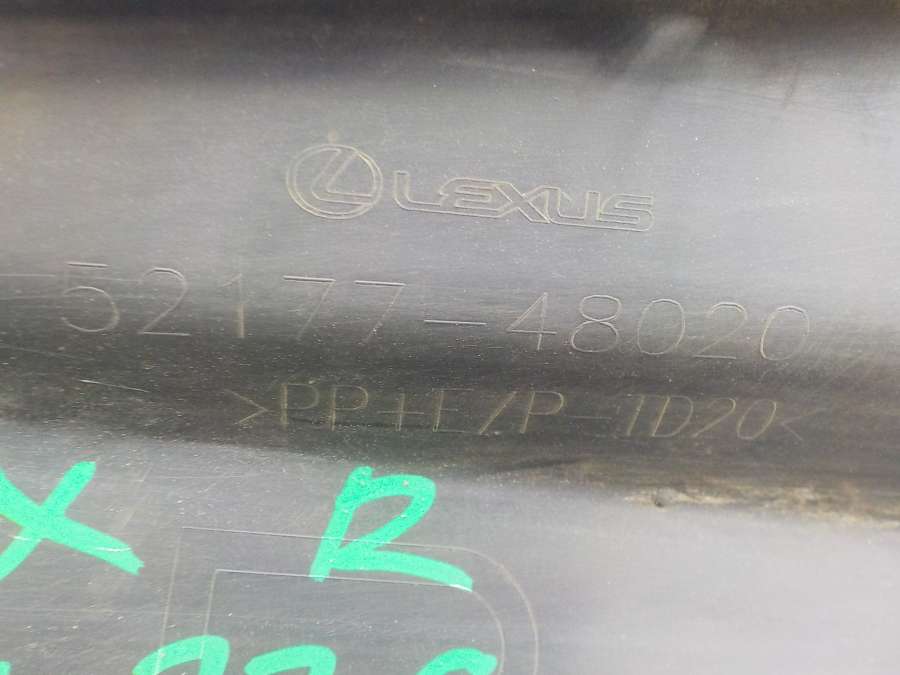 LEXUS
52177-48020
>PP+E/P-TD20<
X R